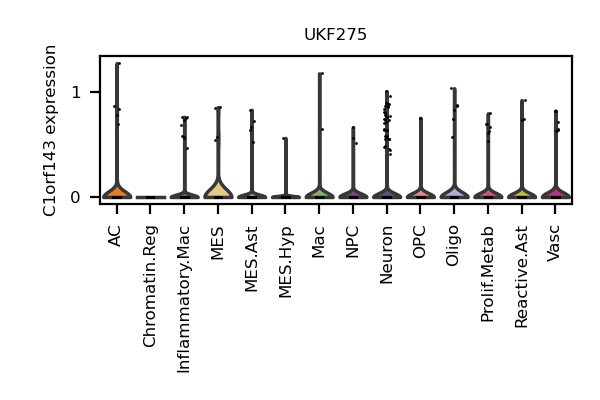 UKF275
C1orf143 expression
1
0
AC
Chromatin.Reg
Inflammatory.Mac
MES
MES.Ast
MES.Hyp
Mac
NPC
Neuron
OPC
Oligo
Prolif.Metab
Reactive.Ast
Vasc